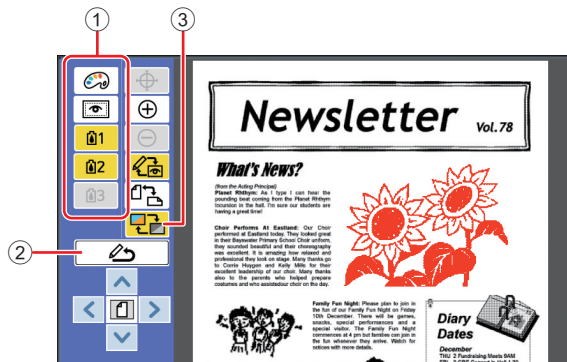 1
3
Newsletter Vol. 78
1
2
3
What's News?
(from the Acting Principal)
Planet Rhthym: As I type I can hear the
pounding beat coming from the Planet Rhthym
incursion in the hall. I'm sure our students are
having a great time!
Choir Performs At Eastland: Our Choir
performed at Eastland today. They looked great
in their Bayswater Primary School Choir uniform,
they sounded beautiful and their choreography
was excellent. It is amazing how relaxed and
professional they look on stage. Many thanks go
to Corrie Huygen and Kelly Mills for their
excellent leadership of our choir. Many thanks
also to the parents who helped prepare
costumes and who assistedour choir on the day.
2
Family Fun Night: Please plan to join in
the fun of our Family Fun Night on Friday
10th December. There will be games,
snacks, special performances and a
special visitor. The Family Fun Night
commences at 4 pm but families can join in
the fun whenever they arrive. Watch for
notices with more details.
Diary
Dates
December
THU 2 Fundraising Meets 9AM